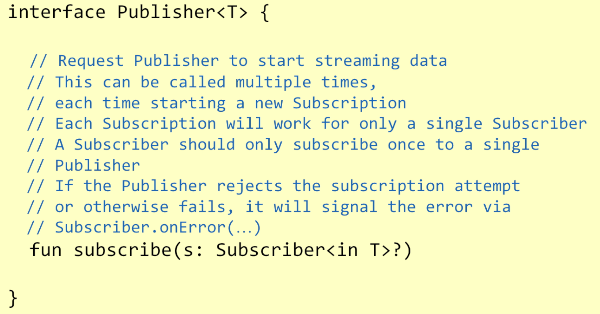 interface Publisher<T> {
// Request Publisher to start streaming data
// This can be called multiple times,
// each time starting a new Subscription
// Each Subscription will work for only a single Subscriber
// A Subscriber should only subscribe once to a single
// Publisher
// If the Publisher rejects the subscription attempt
// or otherwise fails, it will signal the error via
// Subscriber.onError(…)
fun subscribe(s: Subscriber<in T>?)
}